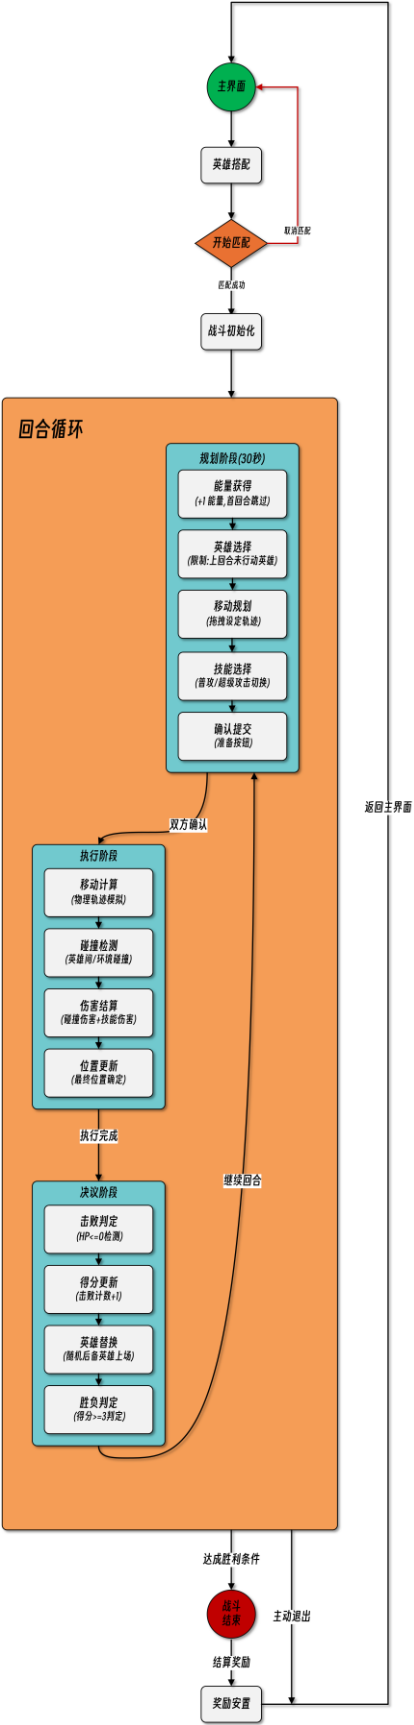 主界面
英雄搭配
开始匹配
取消匹配
匹配成功
战斗初始化
回合循环
规划阶段(30秒)
能量获得
(+1 能量,首回合跳过)
英雄选择
(限制:上回合未行动英雄)
移动规划
(拖拽设定轨迹)
技能选择
(普攻/超级攻击切换)
确认提交
(准备按钮)
返回主界面
双方确认
执行阶段
移动计算
(物理轨迹模拟)
碰撞检测
(英雄间/环境碰撞)
伤害结算
(碰撞伤害+技能伤害)
位置更新
(最终位置确定)
执行完成
继续回合
决议阶段
击败判定
(HP<=0检测)
得分更新
(击败计数+1)
英雄替换
(随机后备英雄上场)
胜负判定
(得分>=3判定)
达成胜利条件
战斗
结束
主动退出
结算奖励
奖励安置